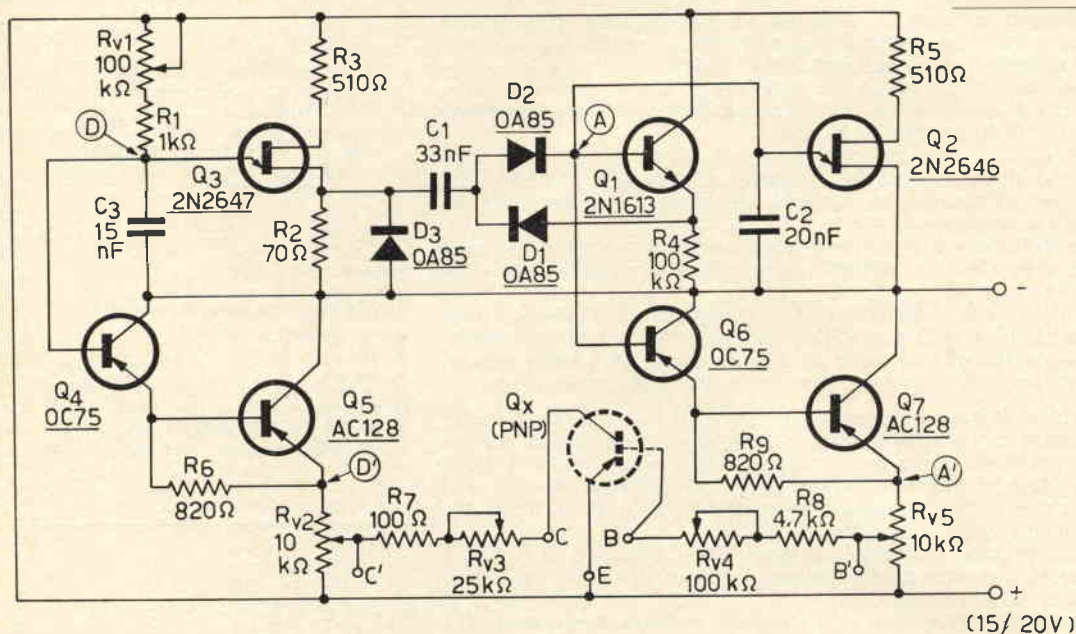 Rv1
100
kΩ
R1
1kΩ
D
C3
15
nF
Q3
2N2647
R3
510Ω
R2
70Ω
D3
OA85
C1
33nF
D2
OA85
D1
OA85
A
Q1
2N1613
R4
100
kΩ
C2
20nF
R5
510Ω
Q2
2N2646
-
Q4
OC75
Q5
AC128
D'
R6
820Ω
Rv2
10
kΩ
R7
100Ω
C'
Rv3
25kΩ
C
Qx
(PNP)
E
B
Rv4
100kΩ
R8
4.7kΩ
B'
R9
820Ω
Q6
OC75
Q7
AC128
A'
Rv5
10kΩ
+
(15/20V)